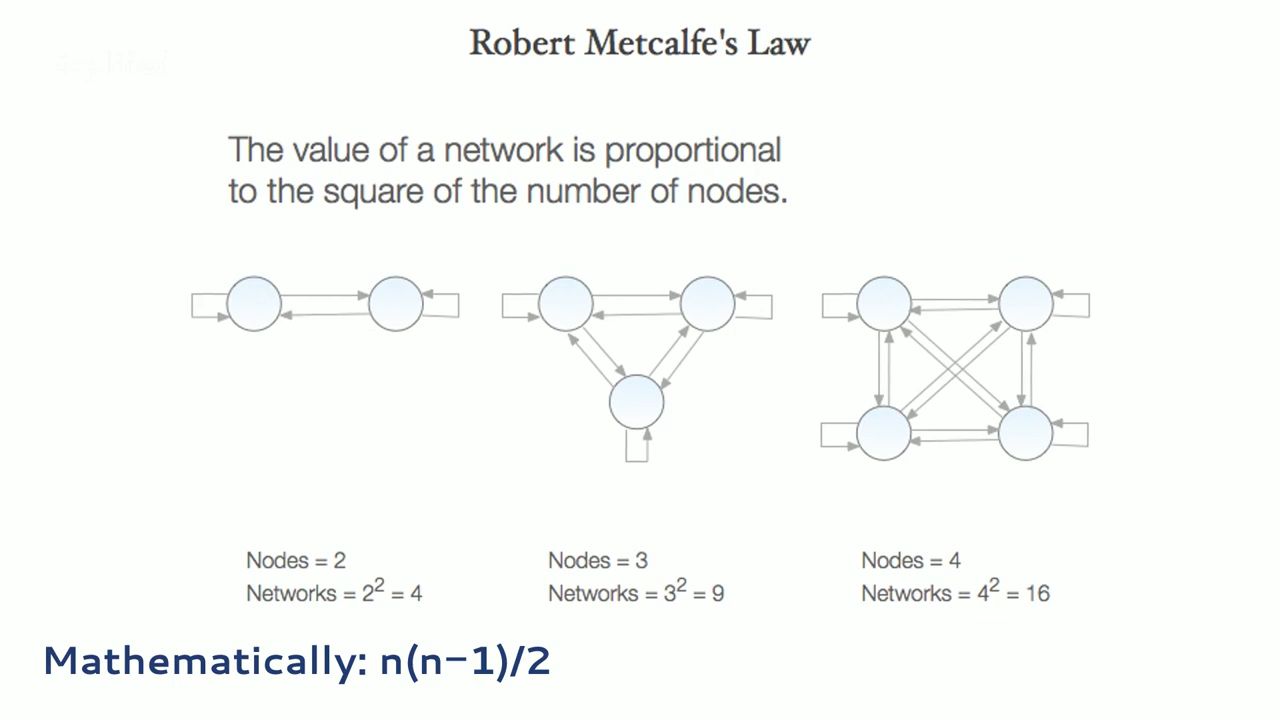 Robert Metcalfe's Law
The value of a network is proportional
to the square of the number of nodes.
Nodes = 2
Networks = 2² = 4
Nodes = 3
Networks = 3² = 9
Nodes = 4
Networks = 4² = 16
Mathematically: n(n-1)/2